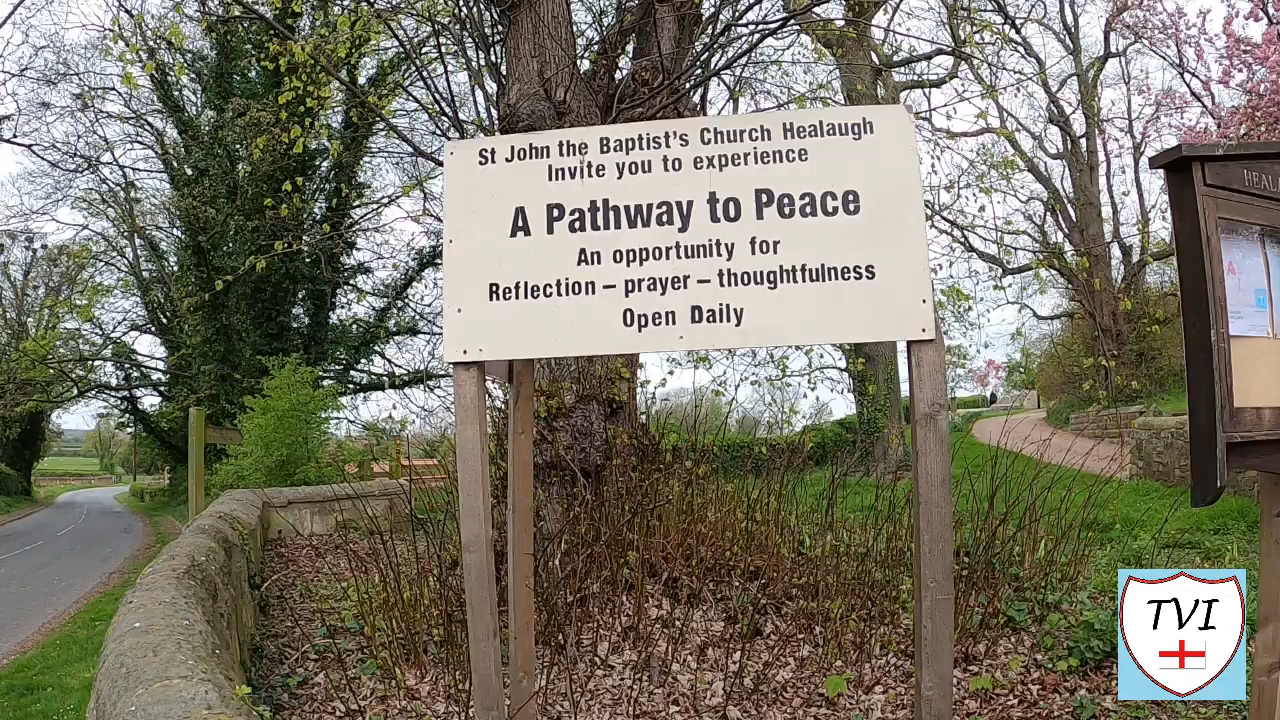 St John the Baptist's Church Healaugh
Invite you to experience
A Pathway to Peace
An opportunity for
Reflection – prayer – thoughtfulness
Open Daily
TVI